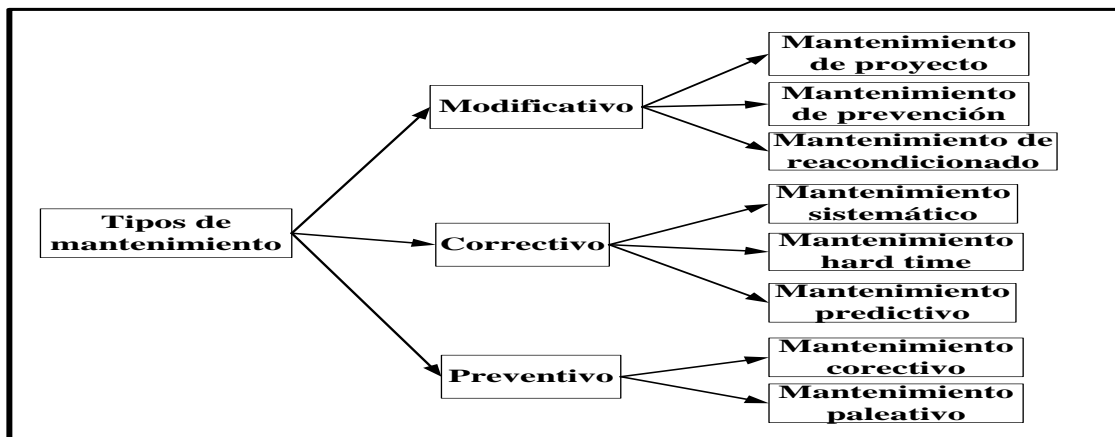 Tipos de
mantenimiento
Modificativo
Mantenimiento
de proyecto
Mantenimiento
de prevención
Mantenimiento de
reacondicionado
Correctivo
Mantenimiento
sistemático
Mantenimiento
hard time
Mantenimiento
predictivo
Preventivo
Mantenimiento
corectivo
Mantenimiento
paleativo